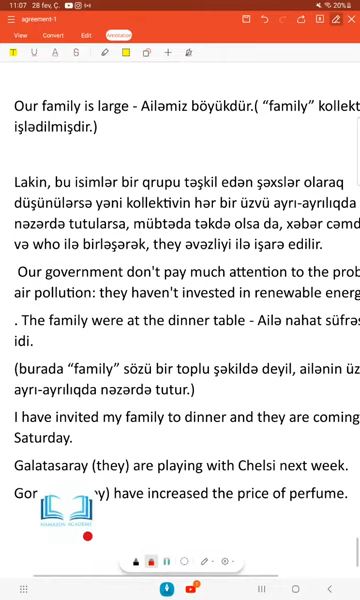 11:07 28 fev, Ç. 20%
agreement-1
View Convert Edit Annotation
Our family is large - Ailəmiz böyükdür.( “family” kollekt
işlədilmişdir.)
Lakin, bu isimlər bir qrupu təşkil edən şəxslər olaraq
düşünülərsə yəni kollektivin hər bir üzvü ayrı-ayrılıqda
nəzərdə tutularsa, mübtəda təkdə olsa da, xəbər cəmd
və who ilə birləşərək, they əvəzliyi ilə işarə edilir.
Our government don't pay much attention to the prob
air pollution: they haven't invested in renewable energ
. The family were at the dinner table - Ailə nahat süfrəs
idi.
(burada “family” sözü bir toplu şəkildə deyil, ailənin üz
ayrı-ayrılıqda nəzərdə tutur.)
I have invited my family to dinner and they are coming
Saturday.
Galatasaray (they) are playing with Chelsi next week.
Gor y) have increased the price of perfume.
RAMAZAN ACADEMY